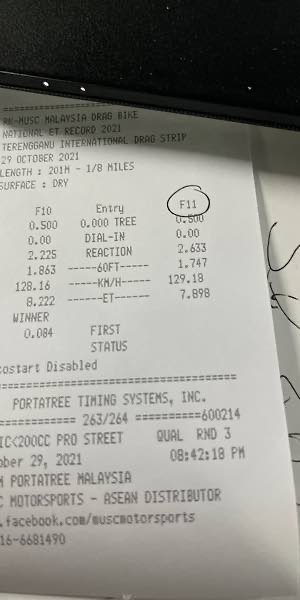 RK-MUSC MALAYSIA DRAG BIKE
NATIONAL ET RECORD 2021
TERENGGANU INTERNATIONAL DRAG STRIP
29 OCTOBER 2021
LENGTH : 201M - 1/8 MILES
SURFACE : DRY
F10 Entry F11
0.500 0.000 TREE 0.500
0.00 DIAL-IN 0.00
2.225 REACTION 2.633
1.863 -----60FT----- 1.747
128.16 -----KM/H----- 129.18
8.222 ------ET------ 7.898
WINNER
0.084 FIRST
STATUS
ostart Disabled
PORTATREE TIMING SYSTEMS, INC.
=========== 263/264 ==========600214
IC<200CC PRO STREET QUAL RND 3
ober 29, 2021 08:42:18 PM
M PORTATREE MALAYSIA
C MOTORSPORTS - ASEAN DISTRIBUTOR
.facebook.com/muscmotorsports
16-6681490